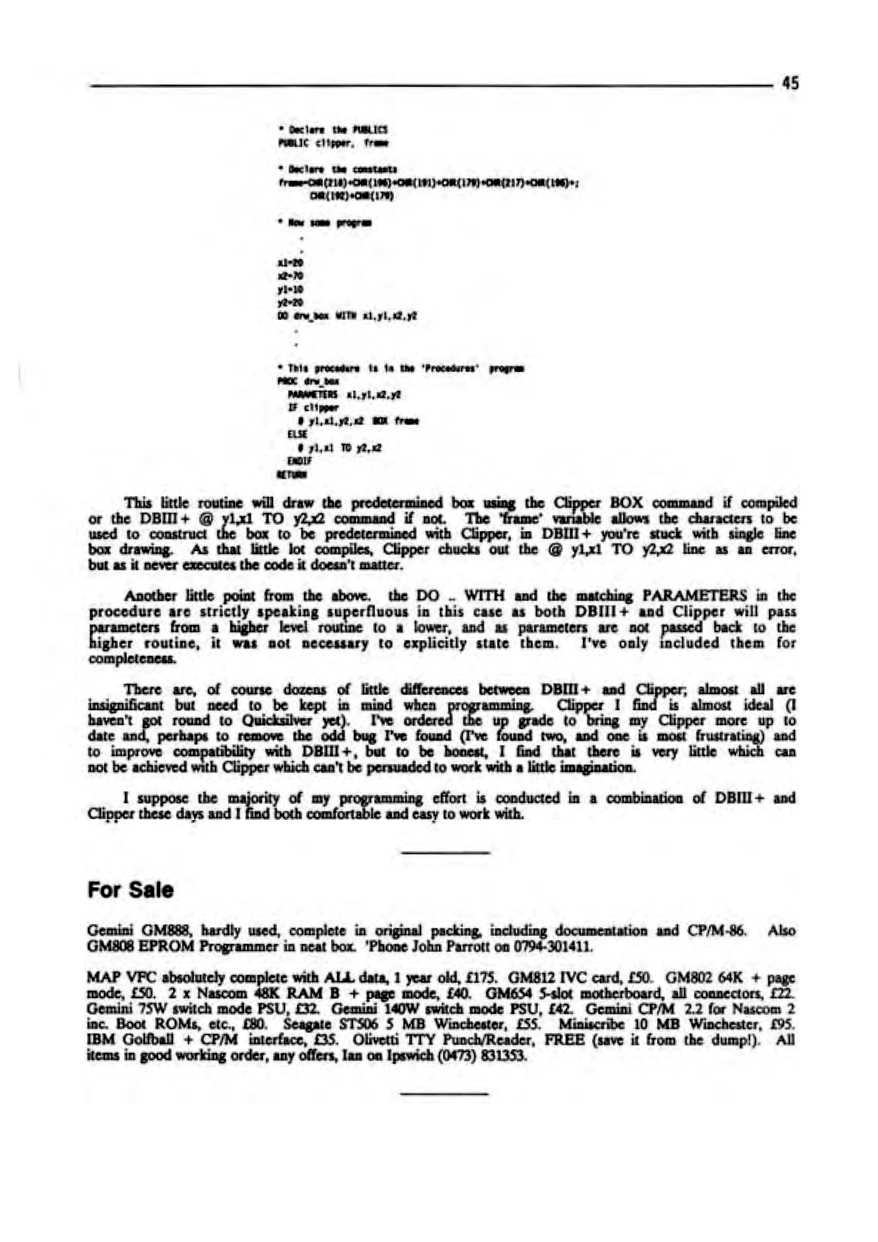 45
* Declare the PUBLICS
PUBLIC clipper, frame
* Declare the constants
frame=CHR(218)+CHR(196)+CHR(191)+CHR(179)+CHR(217)+CHR(196)+;
CHR(192)+CHR(179)
* Now some program
.
.
x1=20
x2=70
y1=10
y2=20
DO drw_box WITH x1,y1,x2,y2
.
.
* This procedure is in the 'Procedures' program
PROC drw_box
PARAMETERS x1,y1,x2,y2
IF clipper
@ y1,x1,y2,x2 BOX frame
ELSE
@ y1,x1 TO y2,x2
ENDIF
RETURN
This little routine will draw the predetermined box using the Clipper BOX command if compiled
or the DBIII+ @ y1,x1 TO y2,x2 command if not. The 'frame' variable allows the characters to be
used to construct the box to be predetermined with Clipper, in DBIII+ you're stuck with single line
box drawing. As that little lot compiles, Clipper chucks out the @ y1,x1 TO y2,x2 line as an error,
but as it never executes the code it doesn't matter.
Another little point from the above. the DO .. WITH and the matching PARAMETERS in the
procedure are strictly speaking superfluous in this case as both DBIII+ and Clipper will pass
parameters from a higher level routine to a lower, and as parameters are not passed back to the
higher routine, it was not necessary to explicitly state them. I've only included them for
completeness.
There are, of course dozens of little differences between DBIII+ and Clipper; almost all are
insignificant but need to be kept in mind when programming. Clipper I find is almost ideal (I
haven't got round to Quicksilver yet). I've ordered the up grade to bring my Clipper more up to
date and, perhaps to remove the odd bug I've found (I've found two, and one is most frustrating) and
to improve compatibility with DBIII+, but to be honest, I find that there is very little which can
not be achieved with Clipper which can't be persuaded to work with a little imagination.
I suppose the majority of my programming effort is conducted in a combination of DBIII+ and
Clipper these days and I find both comfortable and easy to work with.
For Sale
Gemini GM888, hardly used, complete in original packing, including documentation and CP/M-86. Also
GM808 EPROM Programmer in neat box. 'Phone John Parrott on 0794-301411.
MAP VFC absolutely complete with ALL data, 1 year old, £175. GM812 IVC card, £50. GM802 64K + page
mode, £50. 2 x Nascom 48K RAM B + page mode, £40. GM654 5-slot motherboard, all connectors, £22.
Gemini 75W switch mode PSU, £32. Gemini 140W switch mode PSU, £42. Gemini CP/M 2.2 for Nascom 2
inc. Boot ROMs, etc., £80. Seagate ST506 5 MB Winchester, £55. Miniscribe 10 MB Winchester, £95.
IBM Golfball + CP/M interface, £35. Olivetti TTY Punch/Reader, FREE (save it from the dump!). All
items in good working order, any offers, Ian on Ipswich (0473) 831353.